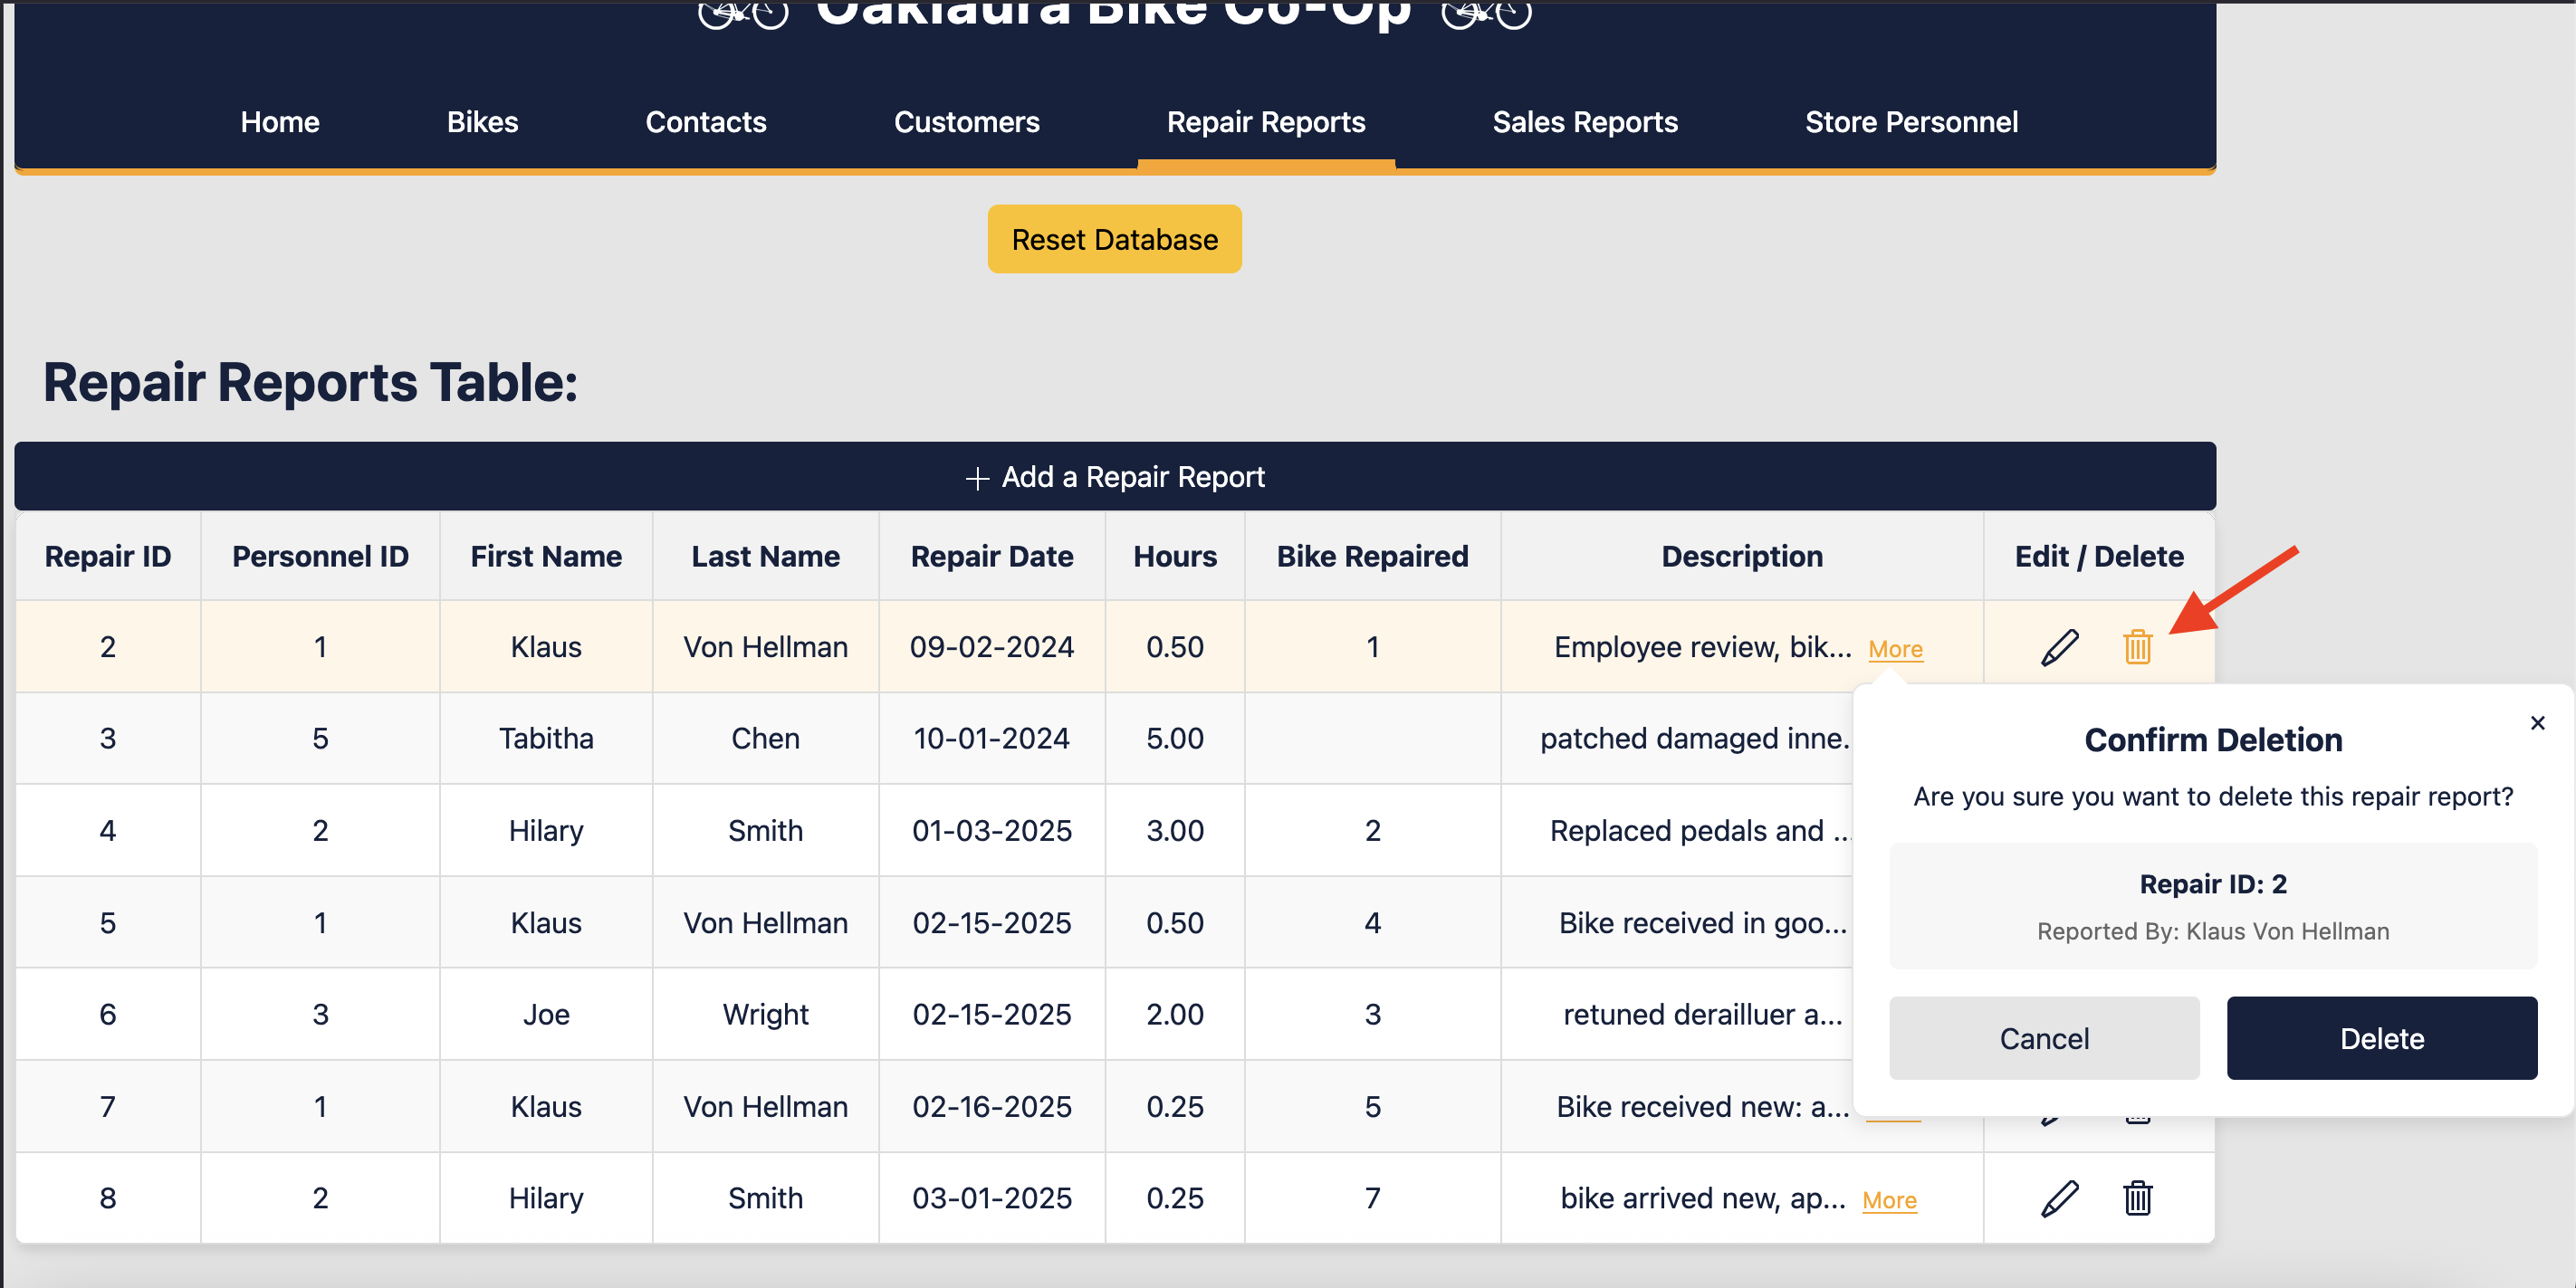 Oaklaura Bike Co-Op
Home Bikes Contacts Customers Repair Reports Sales Reports Store Personnel
Reset Database
Repair Reports Table:
+ Add a Repair Report
Repair ID Personnel ID First Name Last Name Repair Date Hours Bike Repaired Description Edit / Delete
2 1 Klaus Von Hellman 09-02-2024 0.50 1 Employee review, bik... More
3 5 Tabitha Chen 10-01-2024 5.00 patched damaged inne.
4 2 Hilary Smith 01-03-2025 3.00 2 Replaced pedals and ...
5 1 Klaus Von Hellman 02-15-2025 0.50 4 Bike received in goo...
6 3 Joe Wright 02-15-2025 2.00 3 retuned derailluer a...
7 1 Klaus Von Hellman 02-16-2025 0.25 5 Bike received new: a...
8 2 Hilary Smith 03-01-2025 0.25 7 bike arrived new, ap... More
×
Confirm Deletion
Are you sure you want to delete this repair report?
Repair ID: 2
Reported By: Klaus Von Hellman
Cancel Delete